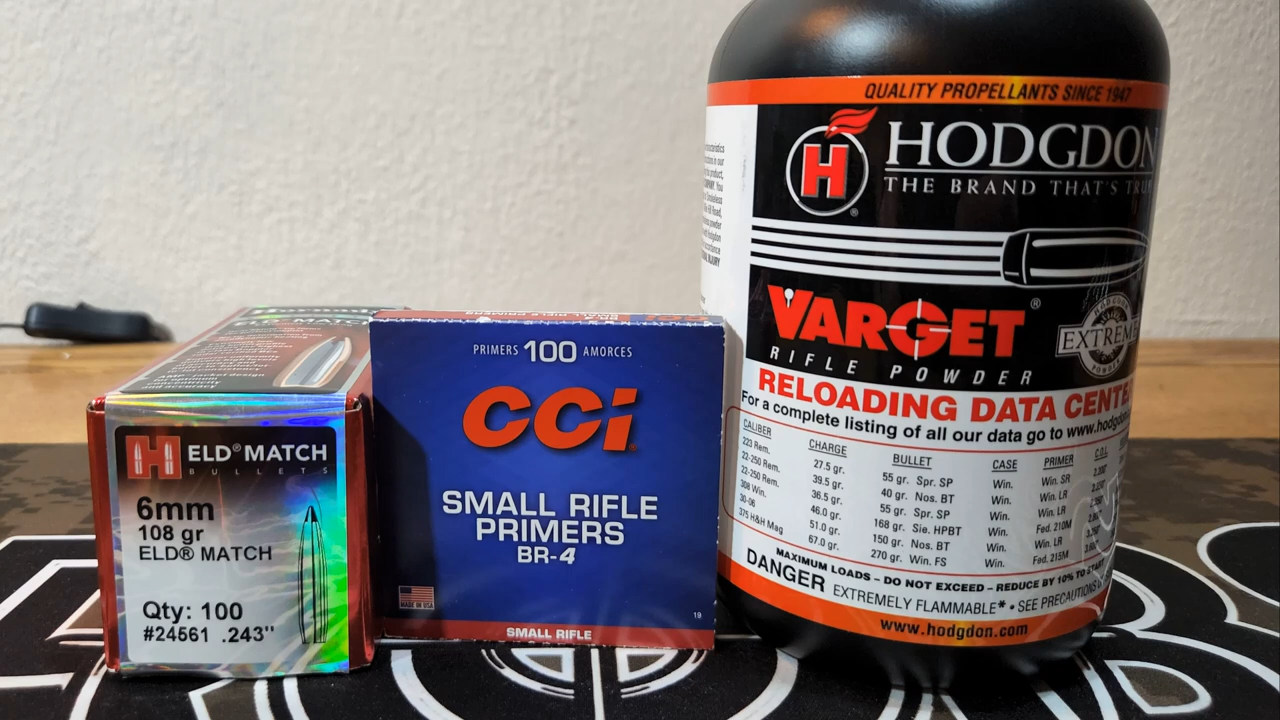 ELD® MATCH
BULLETS
6mm
108 gr
ELD® MATCH
Qty: 100
#24561 .243"
PRIMERS 100 AMORCES
CCi
SMALL RIFLE
PRIMERS
BR-4
MADE IN USA
19
SMALL RIFLE
QUALITY PROPELLANTS SINCE 1947
H
HODGDON
THE BRAND THAT'S
VARGET®
EXTREME
RIFLE POWDER
RELOADING DATA
For a complete listing of all our data go to
CALIBER CHARGE BULLET CASE PRIMER C.O.L.
223 Rem. 27.5 gr. 55 gr. Spr. SP Win. Win. SR
22-250 Rem. 39.5 gr. 40 gr. Nos. BT Win. Win. LR
22-250 Rem. 36.5 gr. 55 gr. Spr. SP Win. Win. LR
308 Win. 46.0 gr. 168 gr. Sie. HPBT Win. Fed. 210M
30-06 51.0 gr. 150 gr. Nos. BT Win. Win. LR
375 H&H Mag 67.0 gr. 270 gr. Win. FS Win. Fed. 215M
MAXIMUM LOADS – DO NOT EXCEED – REDUCE BY 10% TO START
DANGER EXTREMELY FLAMMABLE* • SEE PRECAUTIONS
www.hodgdon.com